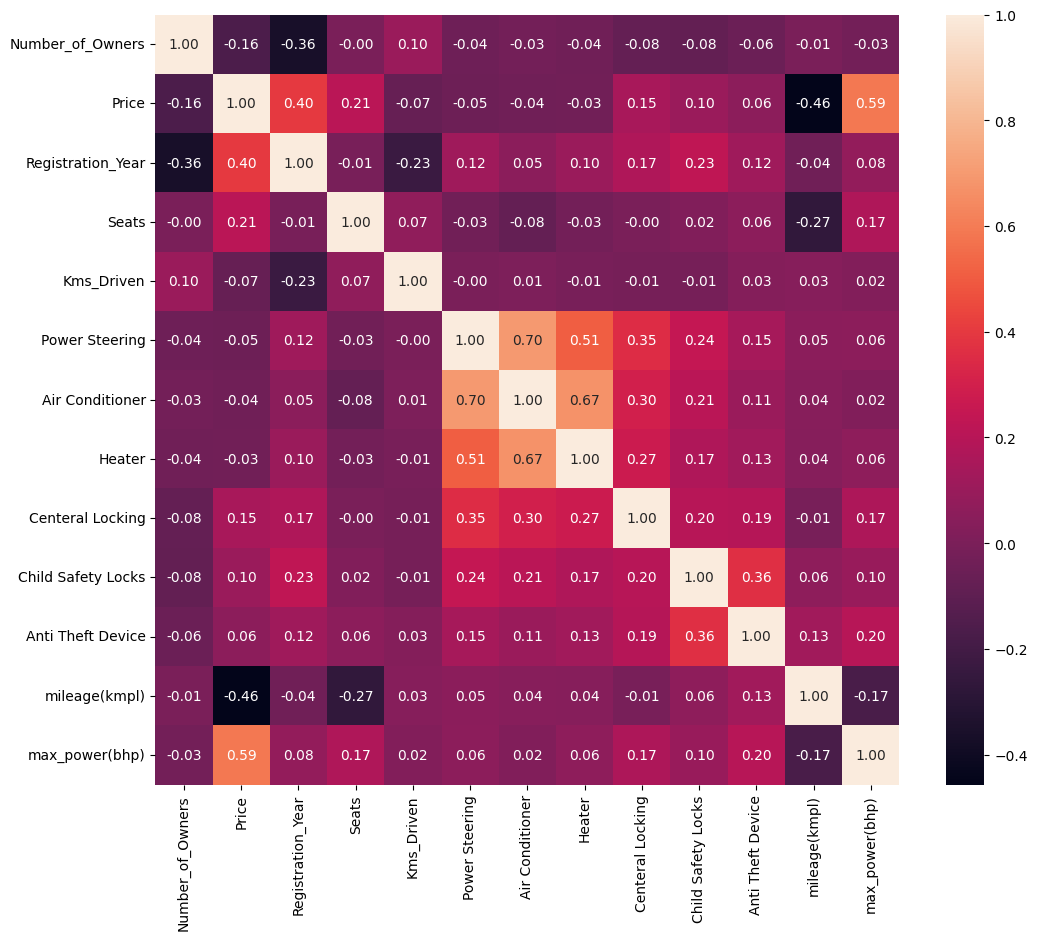 Number_of_Owners 1.00 -0.16 -0.36 -0.00 0.10 -0.04 -0.03 -0.04 -0.08 -0.08 -0.06 -0.01 -0.03
Price -0.16 1.00 0.40 0.21 -0.07 -0.05 -0.04 -0.03 0.15 0.10 0.06 -0.46 0.59
Registration_Year -0.36 0.40 1.00 -0.01 -0.23 0.12 0.05 0.10 0.17 0.23 0.12 -0.04 0.08
Seats -0.00 0.21 -0.01 1.00 0.07 -0.03 -0.08 -0.03 -0.00 0.02 0.06 -0.27 0.17
Kms_Driven 0.10 -0.07 -0.23 0.07 1.00 -0.00 0.01 -0.01 -0.01 -0.01 0.03 0.03 0.02
Power Steering -0.04 -0.05 0.12 -0.03 -0.00 1.00 0.70 0.51 0.35 0.24 0.15 0.05 0.06
Air Conditioner -0.03 -0.04 0.05 -0.08 0.01 0.70 1.00 0.67 0.30 0.21 0.11 0.04 0.02
Heater -0.04 -0.03 0.10 -0.03 -0.01 0.51 0.67 1.00 0.27 0.17 0.13 0.04 0.06
Centeral Locking -0.08 0.15 0.17 -0.00 -0.01 0.35 0.30 0.27 1.00 0.20 0.19 -0.01 0.17
Child Safety Locks -0.08 0.10 0.23 0.02 -0.01 0.24 0.21 0.17 0.20 1.00 0.36 0.06 0.10
Anti Theft Device -0.06 0.06 0.12 0.06 0.03 0.15 0.11 0.13 0.19 0.36 1.00 0.13 0.20
mileage(kmpl) -0.01 -0.46 -0.04 -0.27 0.03 0.05 0.04 0.04 -0.01 0.06 0.13 1.00 -0.17
max_power(bhp) -0.03 0.59 0.08 0.17 0.02 0.06 0.02 0.06 0.17 0.10 0.20 -0.17 1.00
Number_of_Owners
Price
Registration_Year
Seats
Kms_Driven
Power Steering
Air Conditioner
Heater
Centeral Locking
Child Safety Locks
Anti Theft Device
mileage(kmpl)
max_power(bhp)
1.0
0.8
0.6
0.4
0.2
0.0
−0.2
−0.4